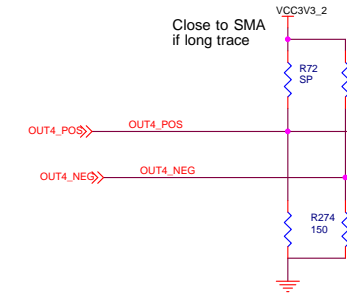 VCC3V3_2
Close to SMA
if long trace
R72
SP
OUT4_POS
OUT4_POS
OUT4_NEG
OUT4_NEG
R274
150